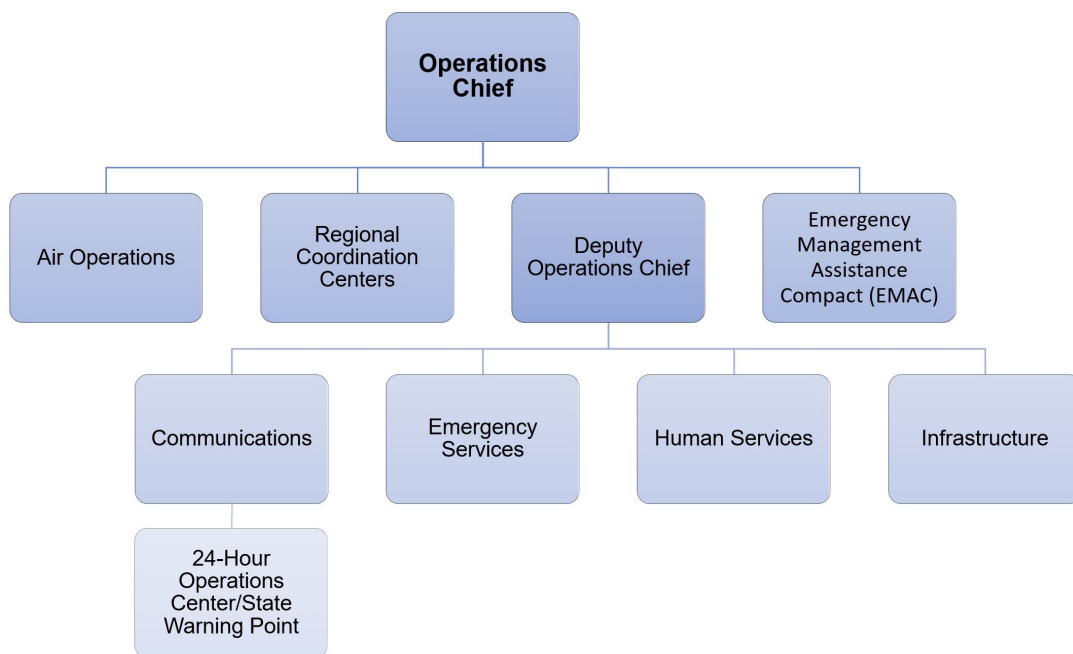 Operations
Chief
Air Operations
Regional
Coordination
Centers
Deputy
Operations Chief
Emergency
Management
Assistance
Compact (EMAC)
Communications
Emergency
Services
Human Services
Infrastructure
24-Hour
Operations
Center/State
Warning Point